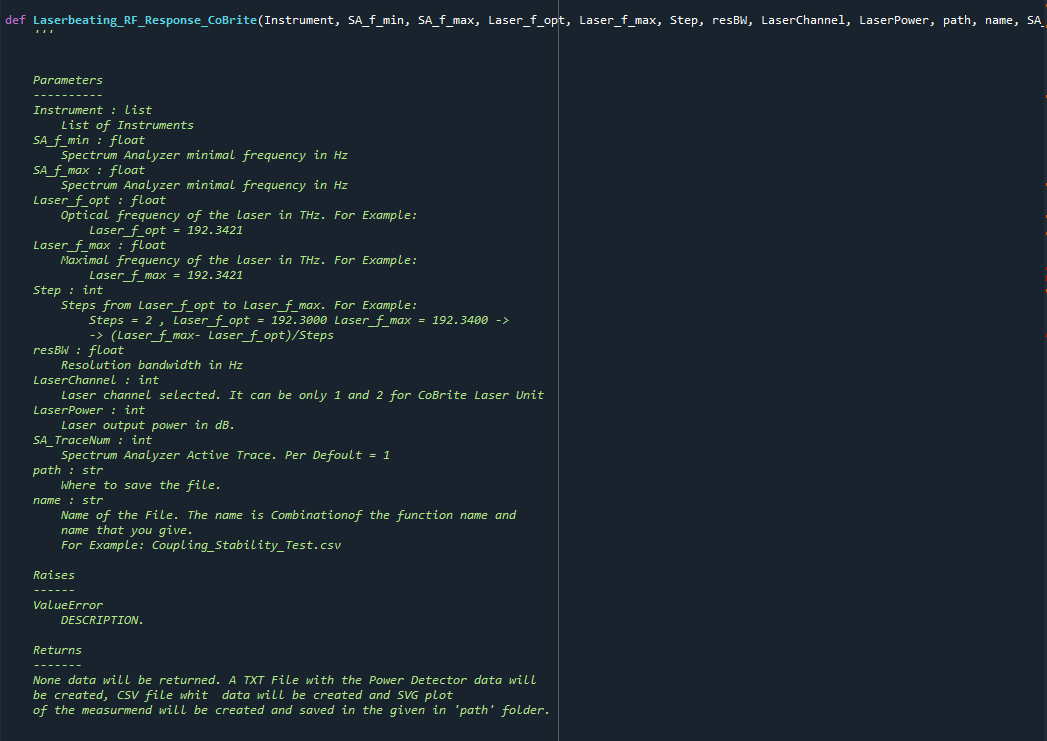 def Laserbeating_RF_Response_CoBrite(Instrument, SA_f_min, SA_f_max, Laser_f_opt, Laser_f_max, Step, resBW, LaserChannel, LaserPower, path, name, SA_
'''
Parameters
----------
Instrument : list
List of Instruments
SA_f_min : float
Spectrum Analyzer minimal frequency in Hz
SA_f_max : float
Spectrum Analyzer minimal frequency in Hz
Laser_f_opt : float
Optical frequency of the laser in THz. For Example:
Laser_f_opt = 192.3421
Laser_f_max : float
Maximal frequency of the laser in THz. For Example:
Laser_f_max = 192.3421
Step : int
Steps from Laser_f_opt to Laser_f_max. For Example:
Steps = 2 , Laser_f_opt = 192.3000 Laser_f_max = 192.3400 ->
-> (Laser_f_max- Laser_f_opt)/Steps
resBW : float
Resolution bandwidth in Hz
LaserChannel : int
Laser channel selected. It can be only 1 and 2 for CoBrite Laser Unit
LaserPower : int
Laser output power in dB.
SA_TraceNum : int
Spectrum Analyzer Active Trace. Per Defoult = 1
path : str
Where to save the file.
name : str
Name of the File. The name is Combinationof the function name and
name that you give.
For Example: Coupling_Stability_Test.csv
Raises
------
ValueError
DESCRIPTION.
Returns
-------
None data will be returned. A TXT File with the Power Detector data will
be created, CSV file whit  data will be created and SVG plot
of the measurmend will be created and saved in the given in 'path' folder.